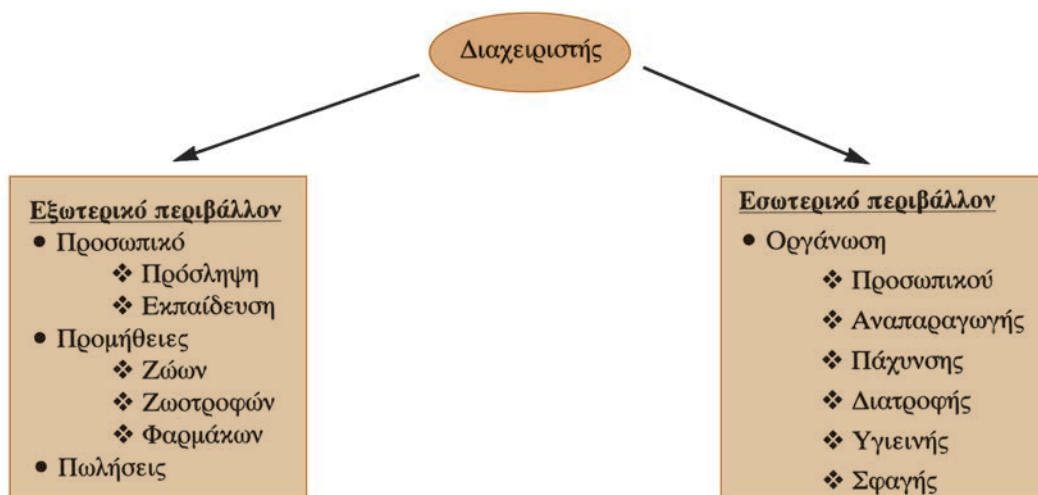 Διαχειριστής
Εξωτερικό περιβάλλον
• Προσωπικό
❖ Πρόσληψη
❖ Εκπαίδευση
• Προμήθειες
❖ Ζώων
❖ Ζωοτροφών
❖ Φαρμάκων
• Πωλήσεις
Εσωτερικό περιβάλλον
• Οργάνωση
❖ Προσωπικού
❖ Αναπαραγωγής
❖ Πάχυνσης
❖ Διατροφής
❖ Υγιεινής
❖ Σφαγής